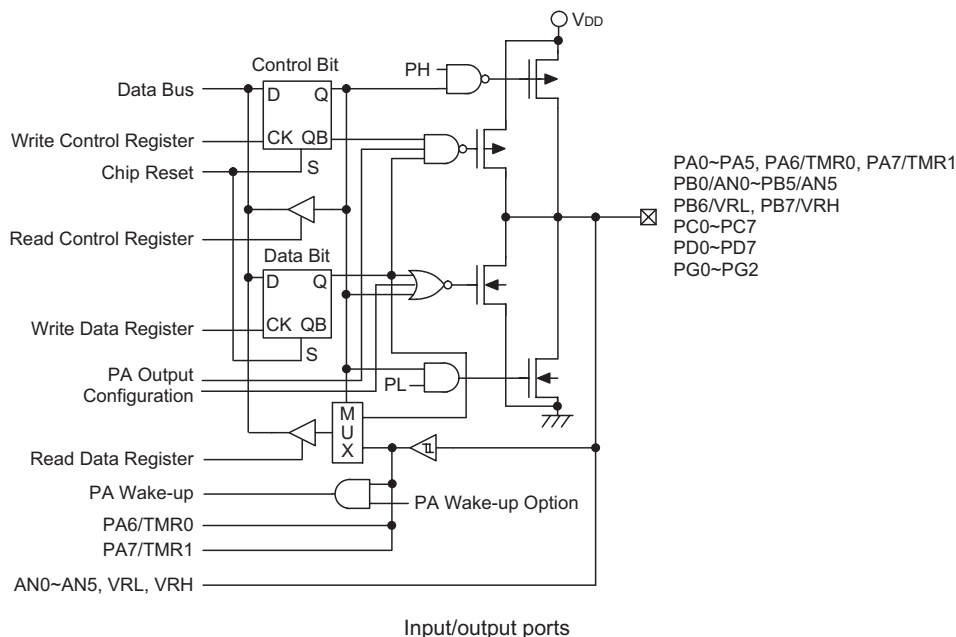 VDD
Control Bit
PH
Data Bus
D Q
Write Control Register
CK QB
Chip Reset
S
PA0~PA5, PA6/TMR0, PA7/TMR1
PB0/AN0~PB5/AN5
PB6/VRL, PB7/VRH
PC0~PC7
PD0~PD7
PG0~PG2
Read Control Register
Data Bit
D Q
Write Data Register
CK QB
S
PA Output
Configuration
PL
M
U
X
Read Data Register
PA Wake-up
PA Wake-up Option
PA6/TMR0
PA7/TMR1
AN0~AN5, VRL, VRH
Input/output ports